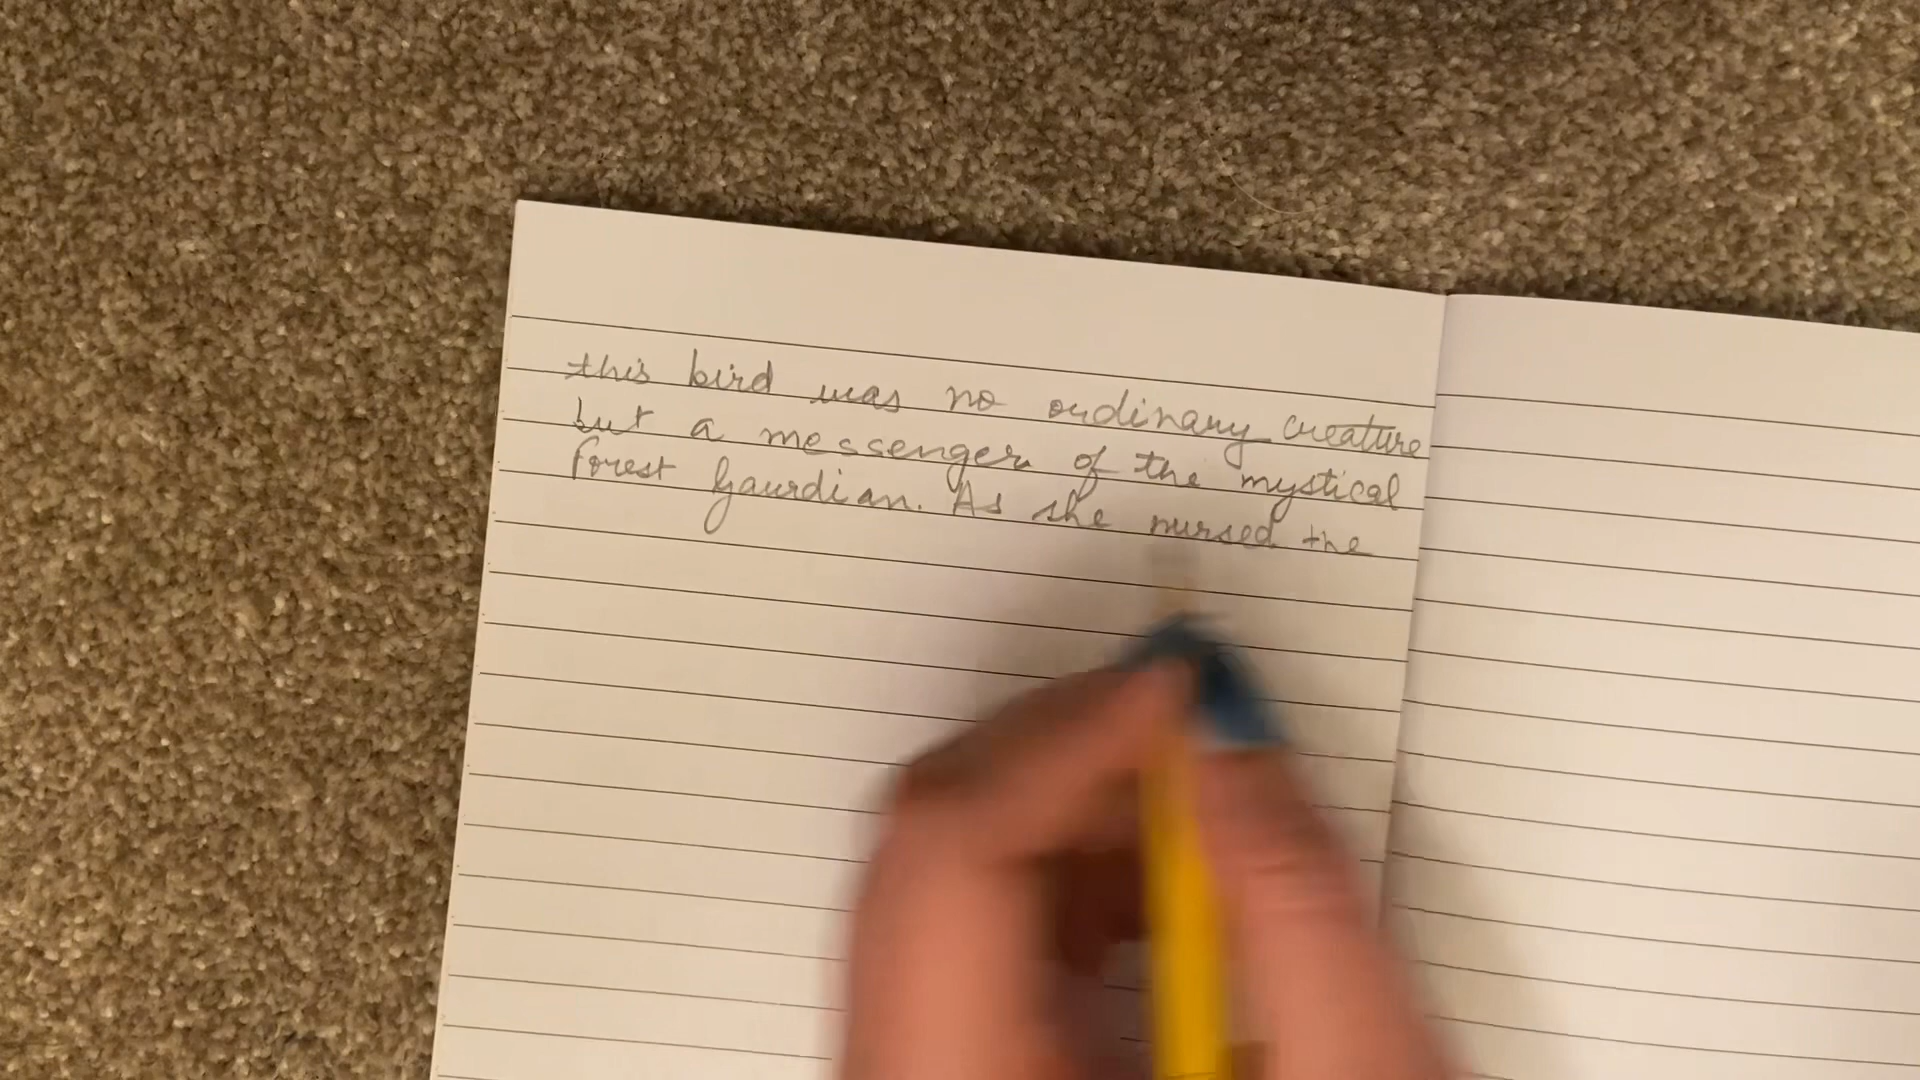 this bird was no ordinary creature
but a messenger of the mystical
forest Gaurdian. As she nursed the